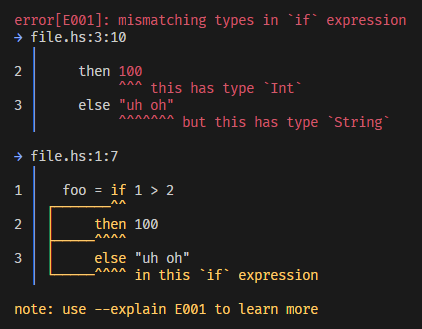 error[E001]: mismatching types in `if` expression
→ file.hs:3:10
2 │ then 100
^^^ this has type `Int`
3 │ else "uh oh"
^^^^^^^ but this has type `String`
→ file.hs:1:7
1 │ foo = if 1 > 2
^^
2 │ then 100
^^^^
3 │ else "uh oh"
^^^^ in this `if` expression
note: use --explain E001 to learn more